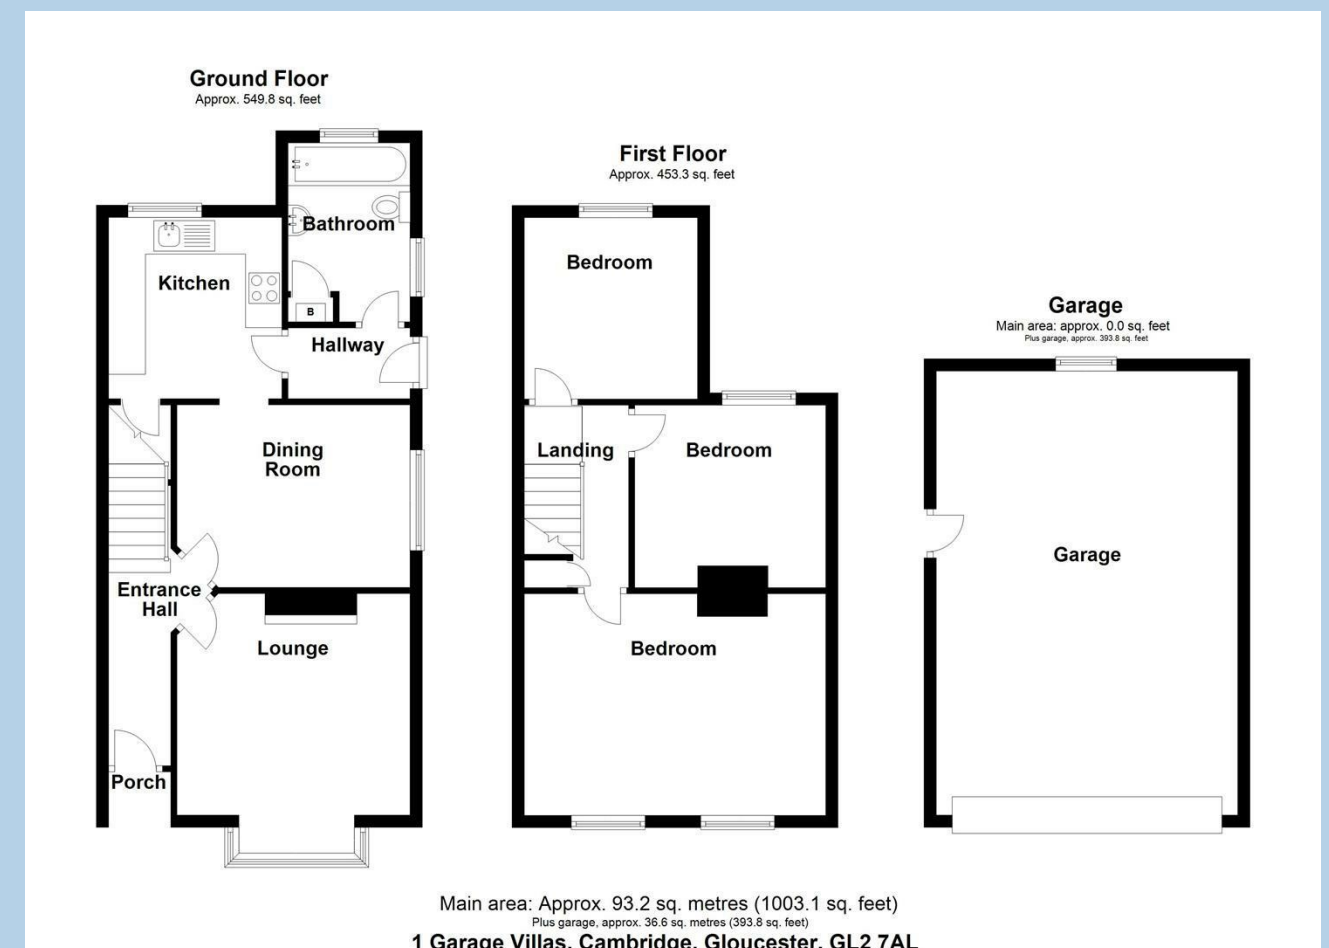 Ground Floor
Approx. 549.8 sq. feet
Bathroom
Kitchen
B
Hallway
Dining
Room
Entrance
Hall
Lounge
Porch
First Floor
Approx. 453.3 sq. feet
Bedroom
Landing
Bedroom
Bedroom
Garage
Main area: approx. 0.0 sq. feet
Plus garage, approx. 393.8 sq. feet
Garage
Main area: Approx. 93.2 sq. metres (1003.1 sq. feet)
Plus garage, approx. 36.6 sq. metres (393.8 sq. feet)
1 Garage Villas, Cambridge, Gloucester, GL2 7AL